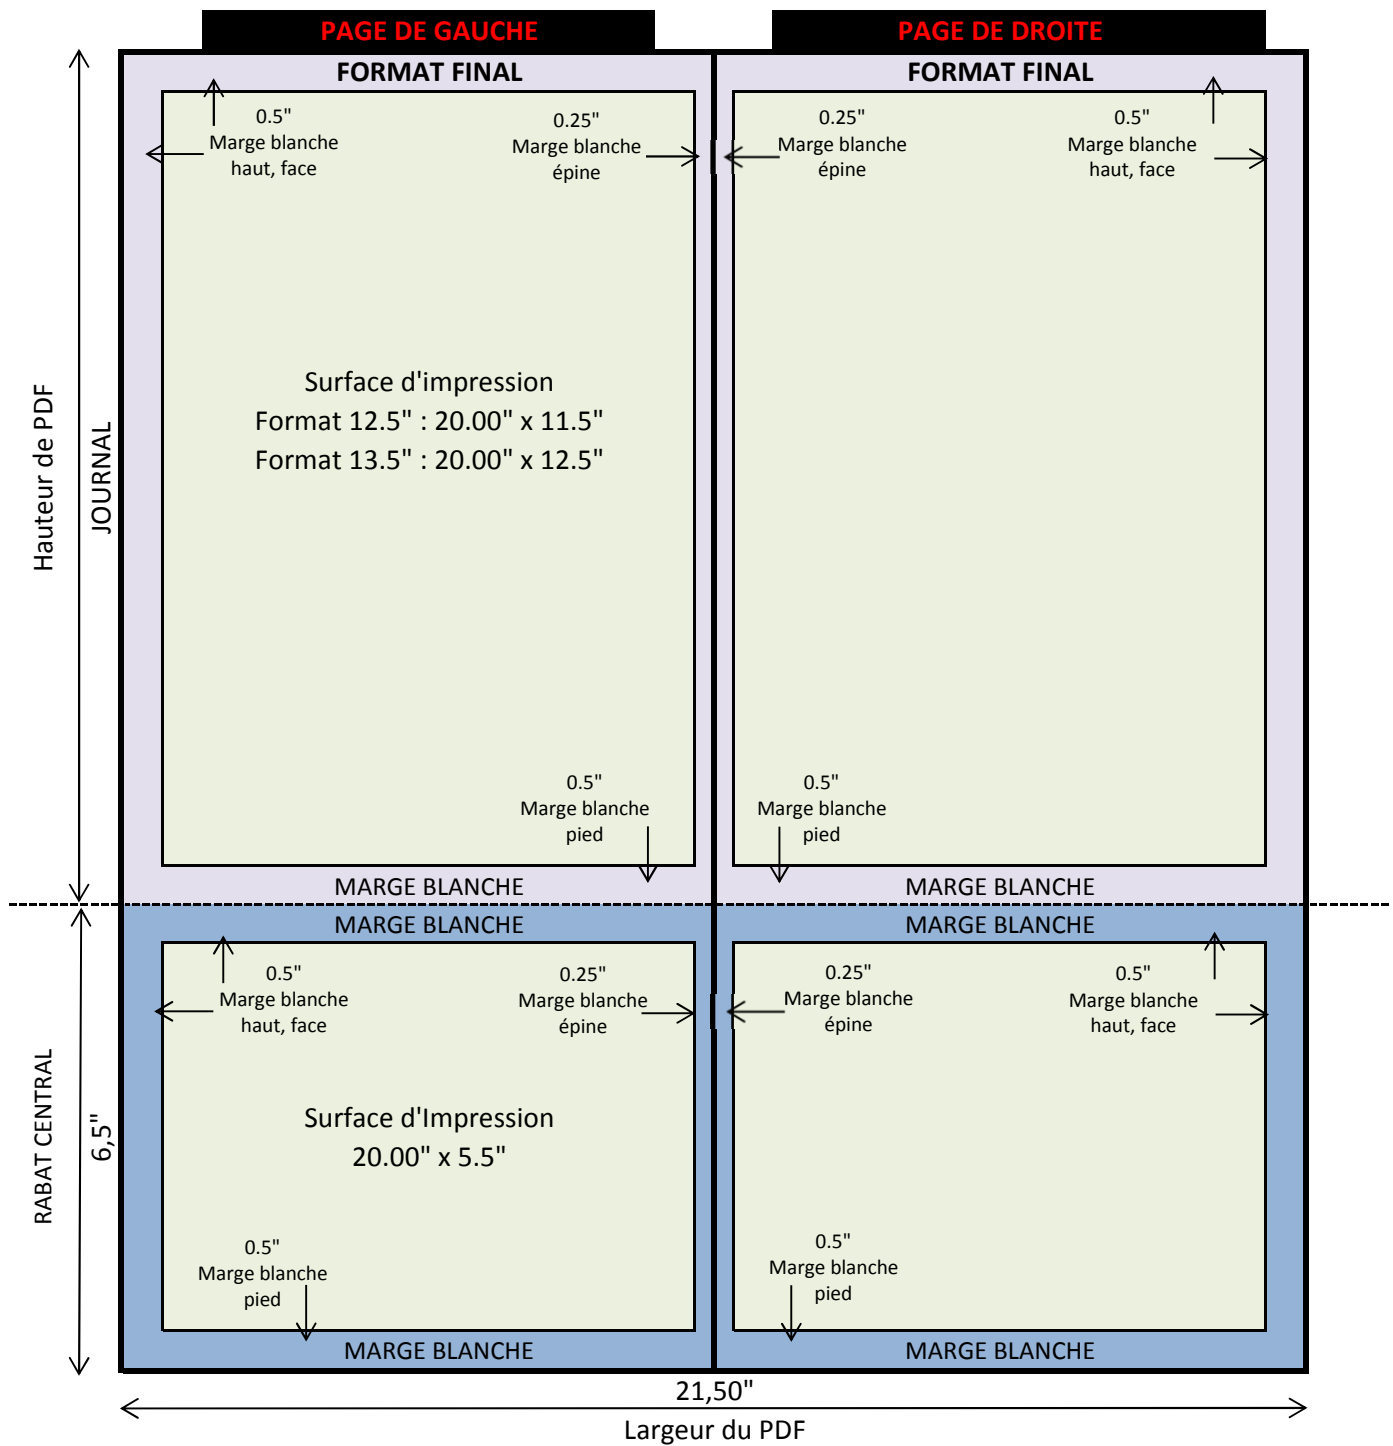 PAGE DE GAUCHE
PAGE DE DROITE
FORMAT FINAL
FORMAT FINAL
0.5"
Marge blanche
haut, face
0.25"
Marge blanche
épine
0.25"
Marge blanche
épine
0.5"
Marge blanche
haut, face
Surface d'impression
Format 12.5" : 20.00" x 11.5"
Format 13.5" : 20.00" x 12.5"
Hauteur de PDF
JOURNAL
0.5"
Marge blanche
pied
0.5"
Marge blanche
pied
MARGE BLANCHE
MARGE BLANCHE
MARGE BLANCHE
MARGE BLANCHE
0.5"
Marge blanche
haut, face
0.25"
Marge blanche
épine
0.25"
Marge blanche
épine
0.5"
Marge blanche
haut, face
RABAT CENTRAL
6,5"
Surface d'Impression
20.00" x 5.5"
0.5"
Marge blanche
pied
0.5"
Marge blanche
pied
MARGE BLANCHE
MARGE BLANCHE
21,50"
Largeur du PDF